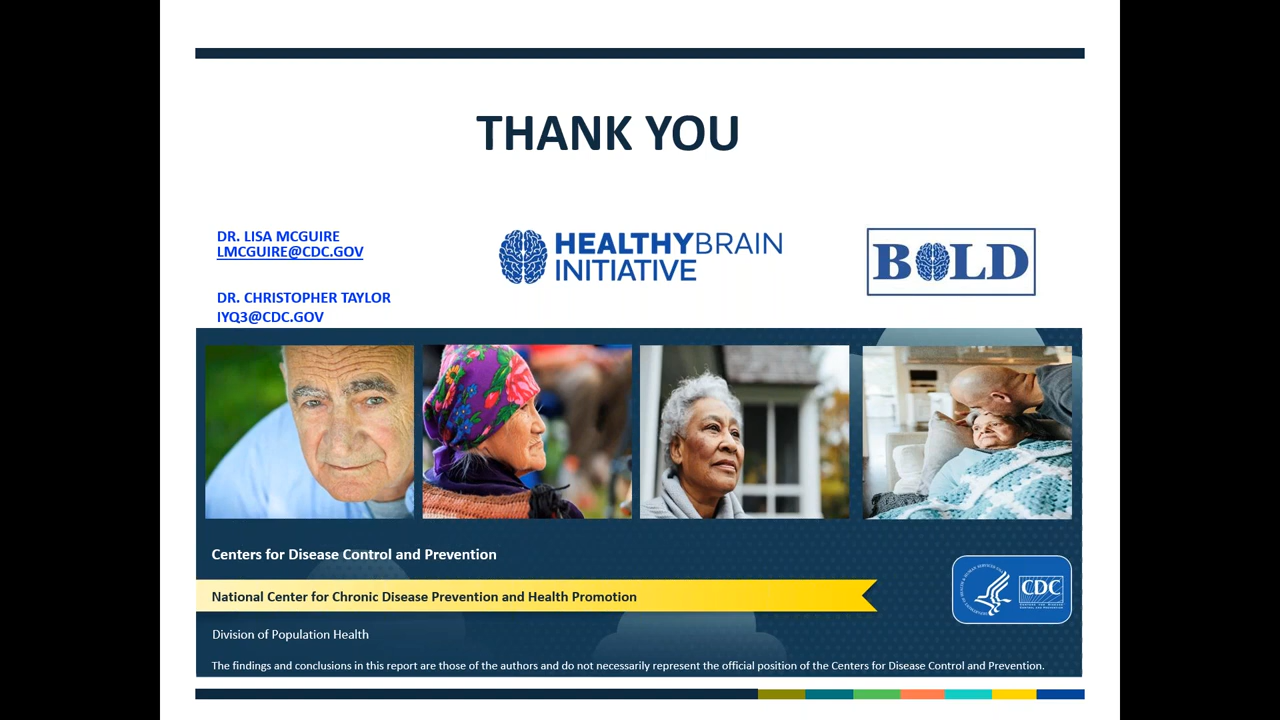 THANK YOU
DR. LISA MCGUIRE
LMCGUIRE@CDC.GOV
DR. CHRISTOPHER TAYLOR
IYQ3@CDC.GOV
HEALTHYBRAIN
INITIATIVE
BOLD
Centers for Disease Control and Prevention
National Center for Chronic Disease Prevention and Health Promotion
Division of Population Health
The findings and conclusions in this report are those of the authors and do not necessarily represent the official position of the Centers for Disease Control and Prevention.
CDC